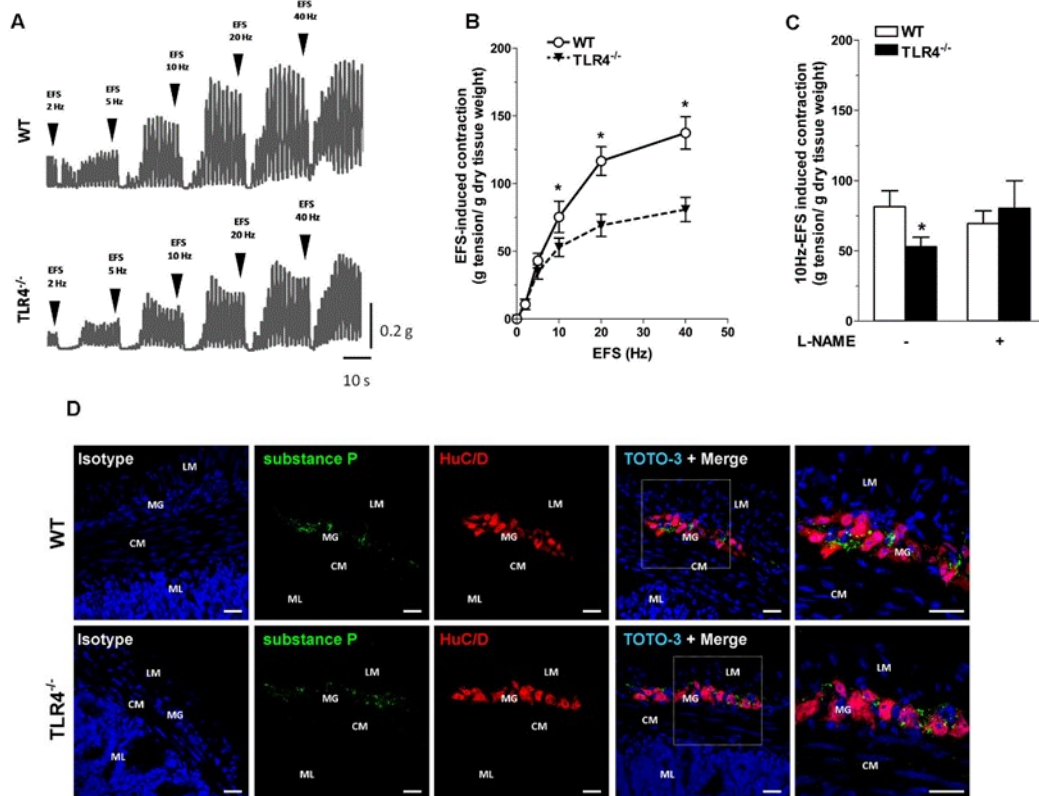 A
EFS
2 Hz
EFS
5 Hz
EFS
10 Hz
EFS
20 Hz
EFS
40 Hz
WT
EFS
2 Hz
EFS
5 Hz
EFS
10 Hz
EFS
20 Hz
EFS
40 Hz
TLR4-/-
0.2 g
10 s
B
WT
TLR4-/-
EFS-induced contraction
(g tension/ g dry tissue weight)
200
150
100
50
0
* * *
0 10 20 30 40 50
EFS (Hz)
C
WT
TLR4-/-
10Hz-EFS induced contraction
(g tension/ g dry tissue weight)
200
150
100
50
0
*
L-NAME - +
D
WT
Isotype
LM
MG
CM
ML
substance P
LM
MG
CM
ML
HuC/D
LM
MG
CM
ML
TOTO-3 + Merge
LM
MG
CM
ML
LM
MG
CM
TLR4-/-
Isotype
LM
CM
MG
ML
substance P
LM
MG
CM
ML
HuC/D
LM
MG
CM
ML
TOTO-3 + Merge
LM
MG
CM
ML
LM
MG
CM